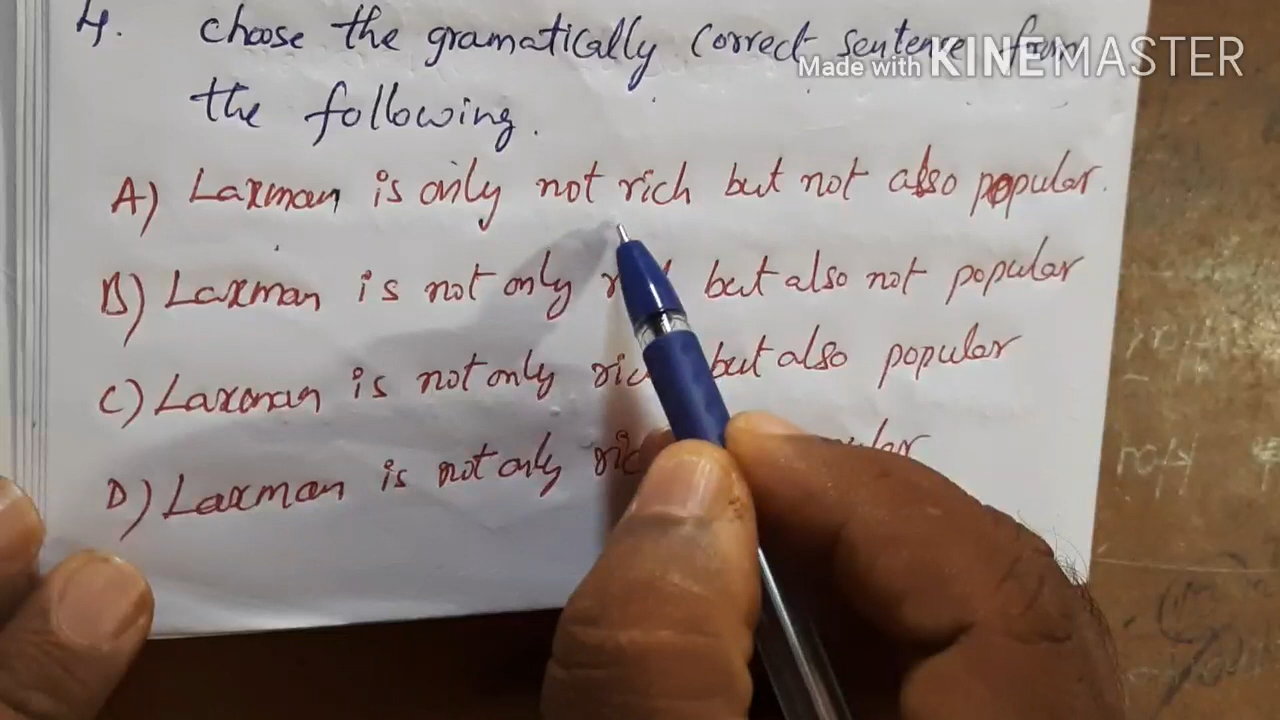 4. choose the gramatically correct sentence from
Made with KINEMASTER
the following.
A) Laxman is only not rich but not also popular.
B) Laxman is not only but also not popular
C) Laxman is not only but also popular
D) Laxman is not only